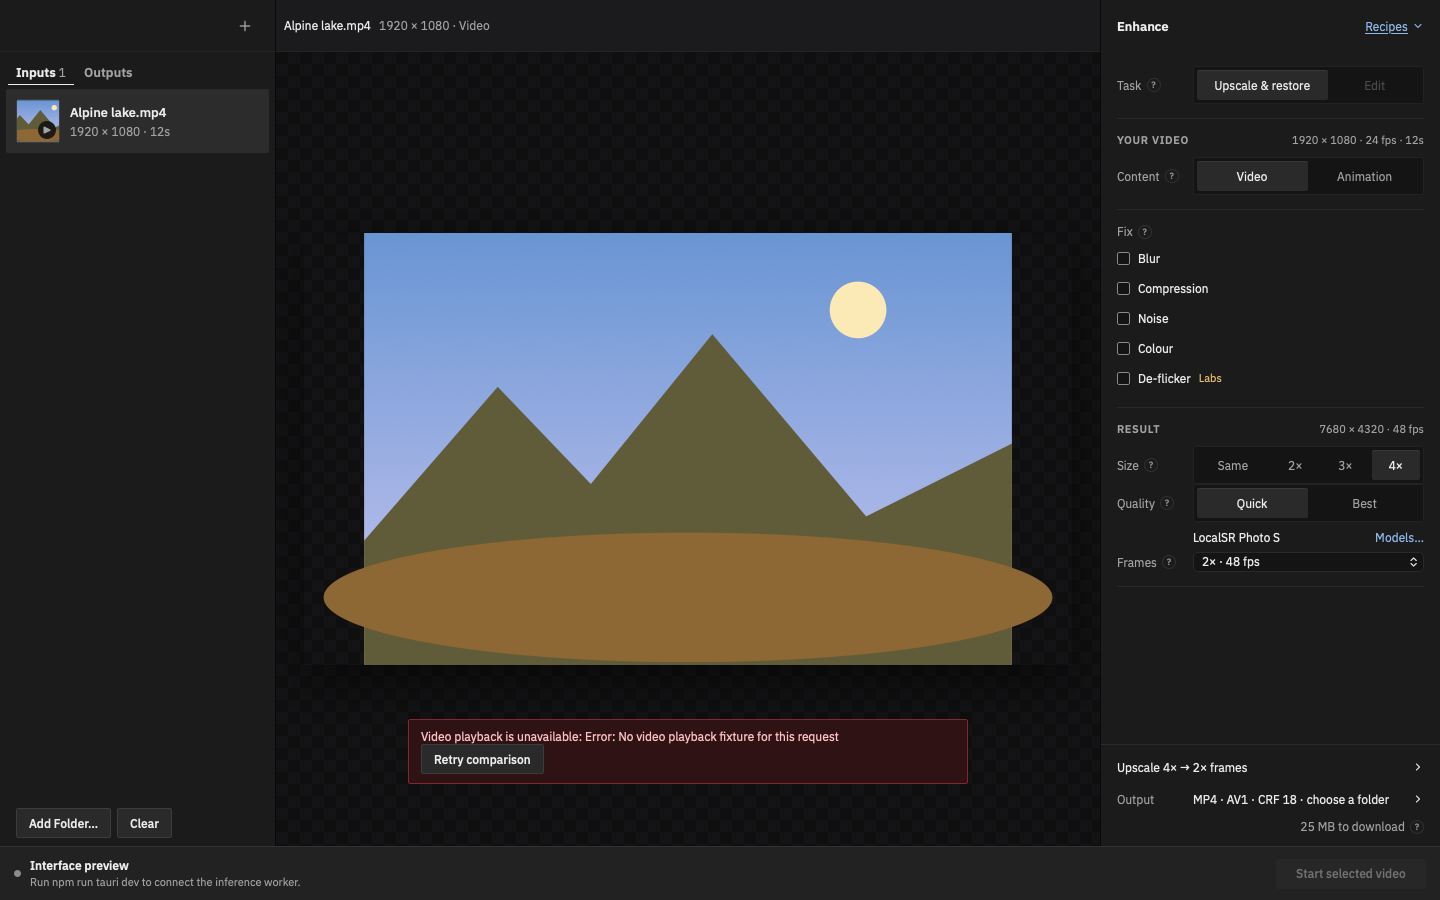 Alpine lake.mp4 1920 × 1080 · Video
Inputs 1 Outputs
Alpine lake.mp4
1920 × 1080 · 12s
Add Folder...
Clear
Video playback is unavailable: Error: No video playback fixture for this request
Retry comparison
Enhance
Recipes
Task ?
Upscale & restore
Edit
YOUR VIDEO
1920 × 1080 · 24 fps · 12s
Content ?
Video
Animation
Fix ?
Blur
Compression
Noise
Colour
De-flicker Labs
RESULT
7680 × 4320 · 48 fps
Size ?
Same 2× 3× 4×
Quality ?
Quick
Best
LocalSR Photo S
Models...
Frames ?
2× · 48 fps
Upscale 4× → 2× frames
Output
MP4 · AV1 · CRF 18 · choose a folder
25 MB to download ?
Interface preview
Run npm run tauri dev to connect the inference worker.
Start selected video